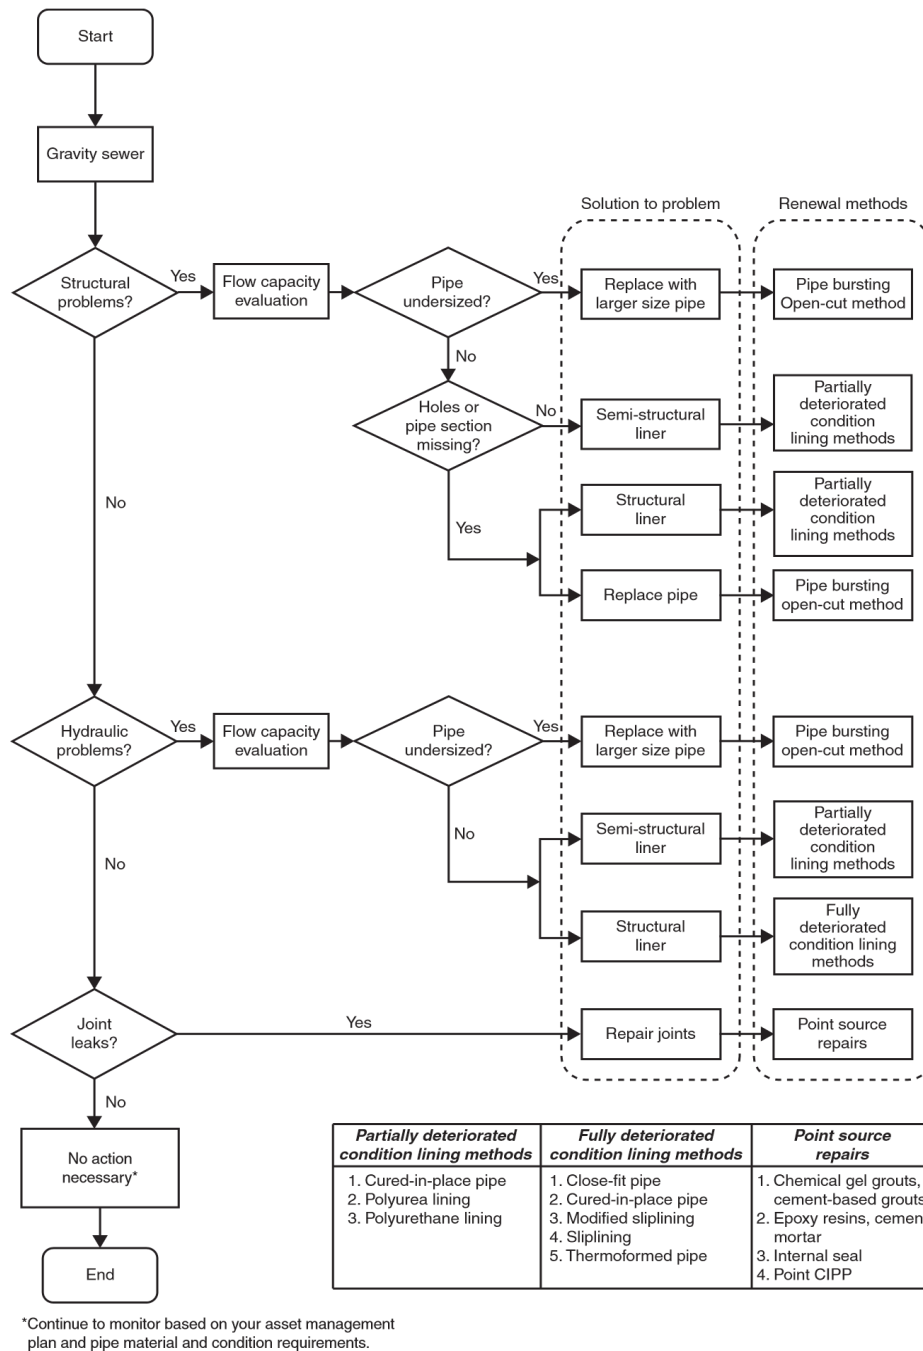 Start
Gravity sewer
Solution to problem
Renewal methods
Structural
problems?
Yes
Flow capacity
evaluation
Pipe
undersized?
Yes
Replace with
larger size pipe
Pipe bursting
Open-cut method
No
Holes or
pipe section
missing?
No
Semi-structural
liner
Partially
deteriorated
condition
lining methods
No
Yes
Structural
liner
Partially
deteriorated
condition
lining methods
Replace pipe
Pipe bursting
open-cut method
Hydraulic
problems?
Yes
Flow capacity
evaluation
Pipe
undersized?
Yes
Replace with
larger size pipe
Pipe bursting
open-cut method
No
No
Semi-structural
liner
Partially
deteriorated
condition
lining methods
Structural
liner
Fully
deteriorated
condition lining
methods
Joint
leaks?
Yes
Repair joints
Point source
repairs
No
No action
necessary*
End
Partially deteriorated
condition lining methods
1. Cured-in-place pipe
2. Polyurea lining
3. Polyurethane lining
Fully deteriorated
condition lining methods
1. Close-fit pipe
2. Cured-in-place pipe
3. Modified sliplining
4. Sliplining
5. Thermoformed pipe
Point source
repairs
1. Chemical gel grouts,
cement-based grouts
2. Epoxy resins, cemen
mortar
3. Internal seal
4. Point CIPP
*Continue to monitor based on your asset management
plan and pipe material and condition requirements.